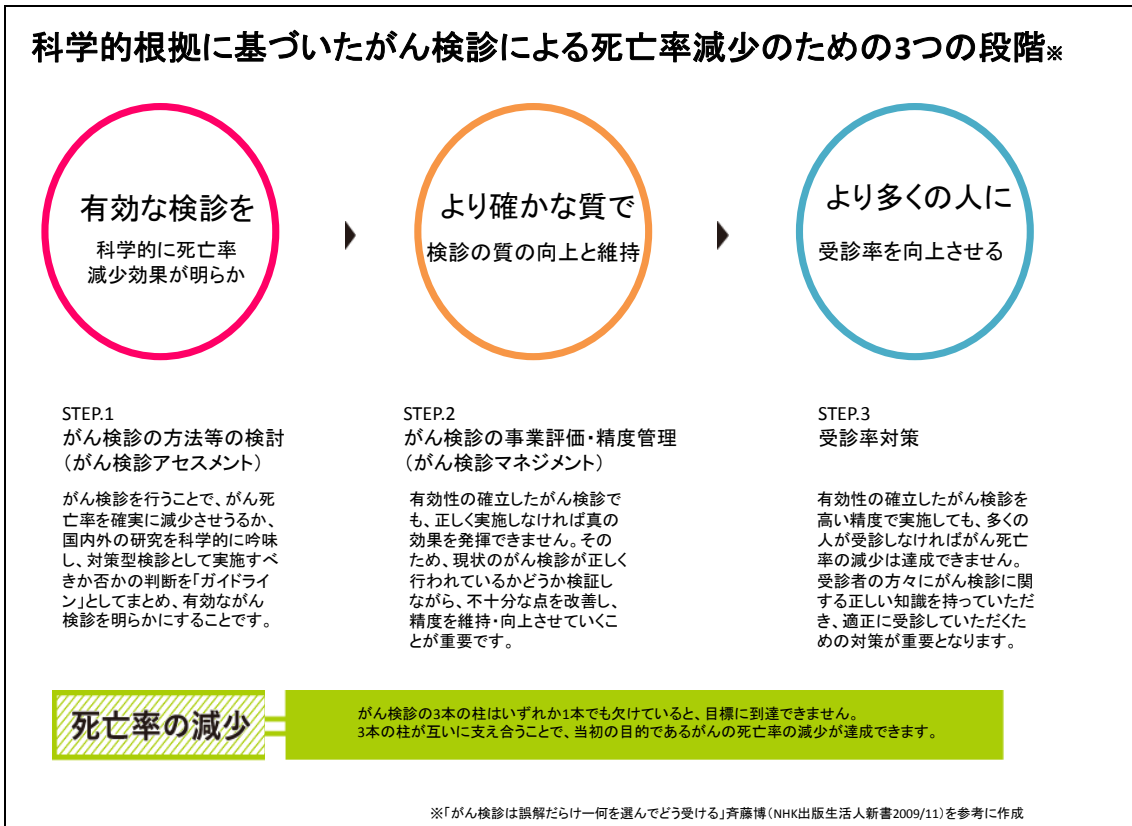 科学的根拠に基づいたがん検診による死亡率減少のための3つの段階※
有効な検診を
科学的に死亡率
減少効果が明らか
より確かな質で
検診の質の向上と維持
より多くの人に
受診率を向上させる
STEP.1
がん検診の方法等の検討
（がん検診アセスメント）
がん検診を行うことで、がん死
亡率を確実に減少させうるか、
国内外の研究を科学的に吟味
し、対策型検診として実施すべ
きか否かの判断を「ガイドライ
ン」としてまとめ、有効ながん
検診を明らかにすることです。
STEP.2
がん検診の事業評価・精度管理
（がん検診マネジメント）
有効性の確立したがん検診で
も、正しく実施しなければ真の
効果を発揮できません。その
ため、現状のがん検診が正しく
行われているかどうか検証し
ながら、不十分な点を改善し、
精度を維持・向上させていくこ
とが重要です。
STEP.3
受診率対策
有効性の確立したがん検診を
高い精度で実施しても、多くの
人が受診しなければがん死亡
率の減少は達成できません。
受診者の方々にがん検診に関
する正しい知識を持っていただ
き、適正に受診していただくた
めの対策が重要となります。
死亡率の減少
がん検診の3本の柱はいずれか1本でも欠けていると、目標に到達できません。
3本の柱が互いに支え合うことで、当初の目的であるがんの死亡率の減少が達成できます。
※「がん検診は誤解だらけ―何を選んでどう受ける」斉藤博（NHK出版生活人新書2009/11）を参考に作成